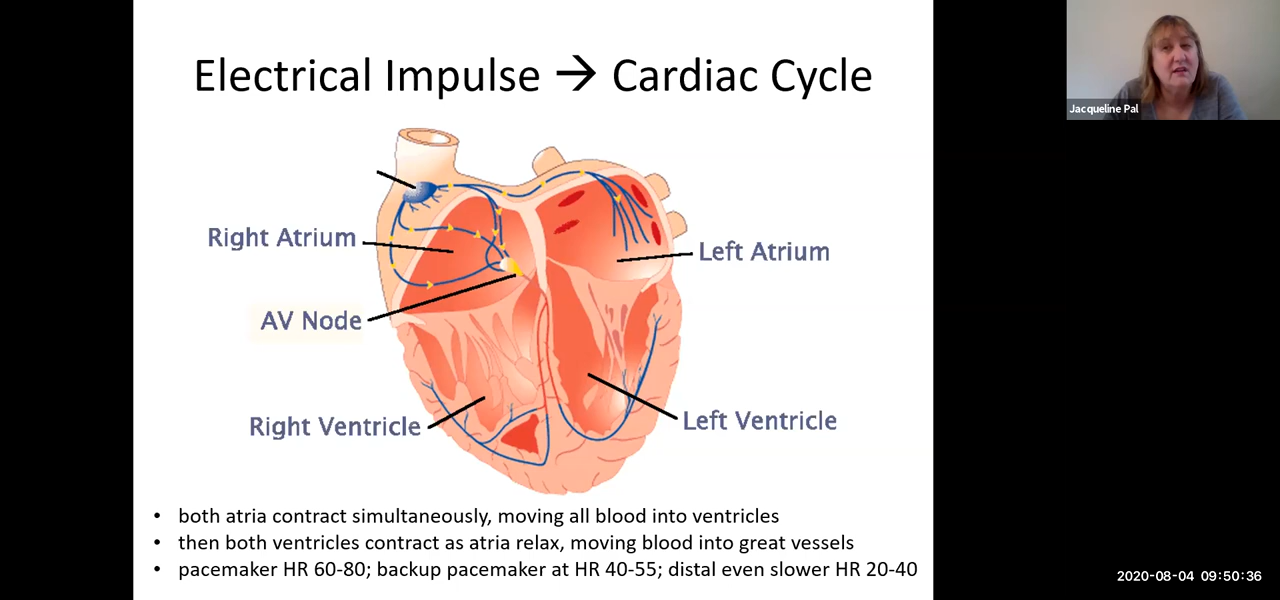 Electrical Impulse → Cardiac Cycle
Jacqueline Pal
Right Atrium
Left Atrium
AV Node
Right Ventricle
Left Ventricle
• both atria contract simultaneously, moving all blood into ventricles
• then both ventricles contract as atria relax, moving blood into great vessels
• pacemaker HR 60-80; backup pacemaker at HR 40-55; distal even slower HR 20-40
2020-08-04 09:50:36